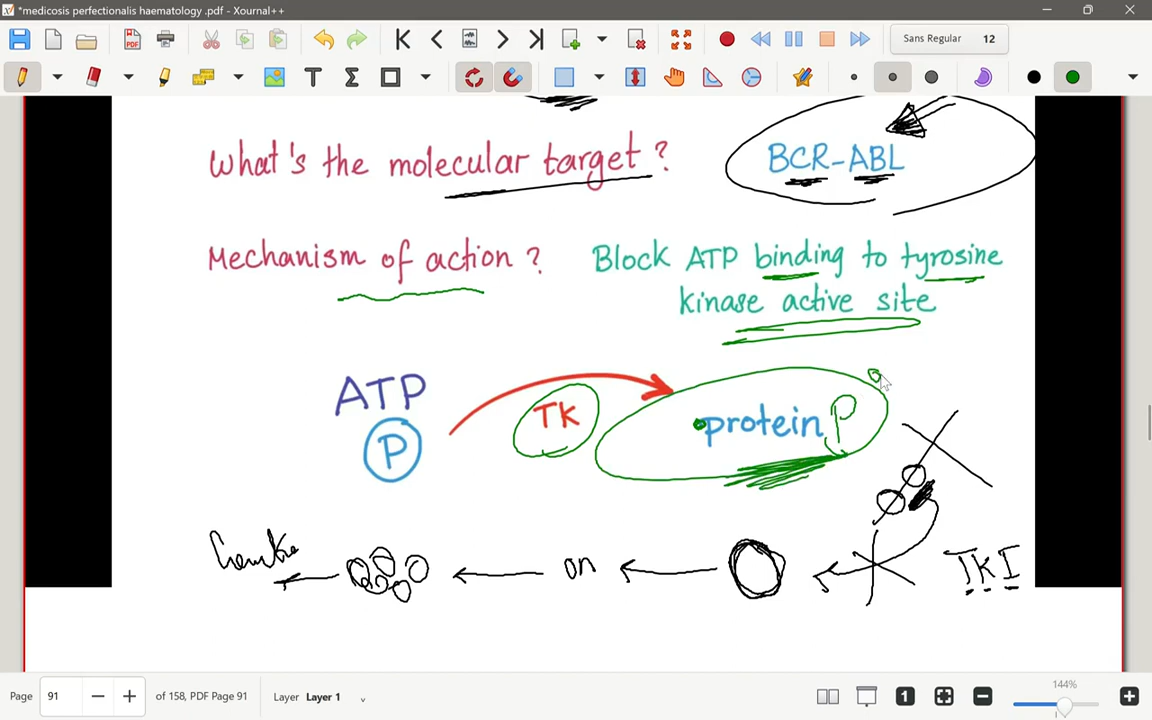 *medicosis perfectionalis haematology .pdf - Xournal++
Sans Regular 12
What's the molecular target ? BCR-ABL
Mechanism of action ? Block ATP binding to tyrosine
kinase active site
ATP
P
TK
protein P
on
TKI
Page 91 of 158, PDF Page 91 Layer Layer 1
144%